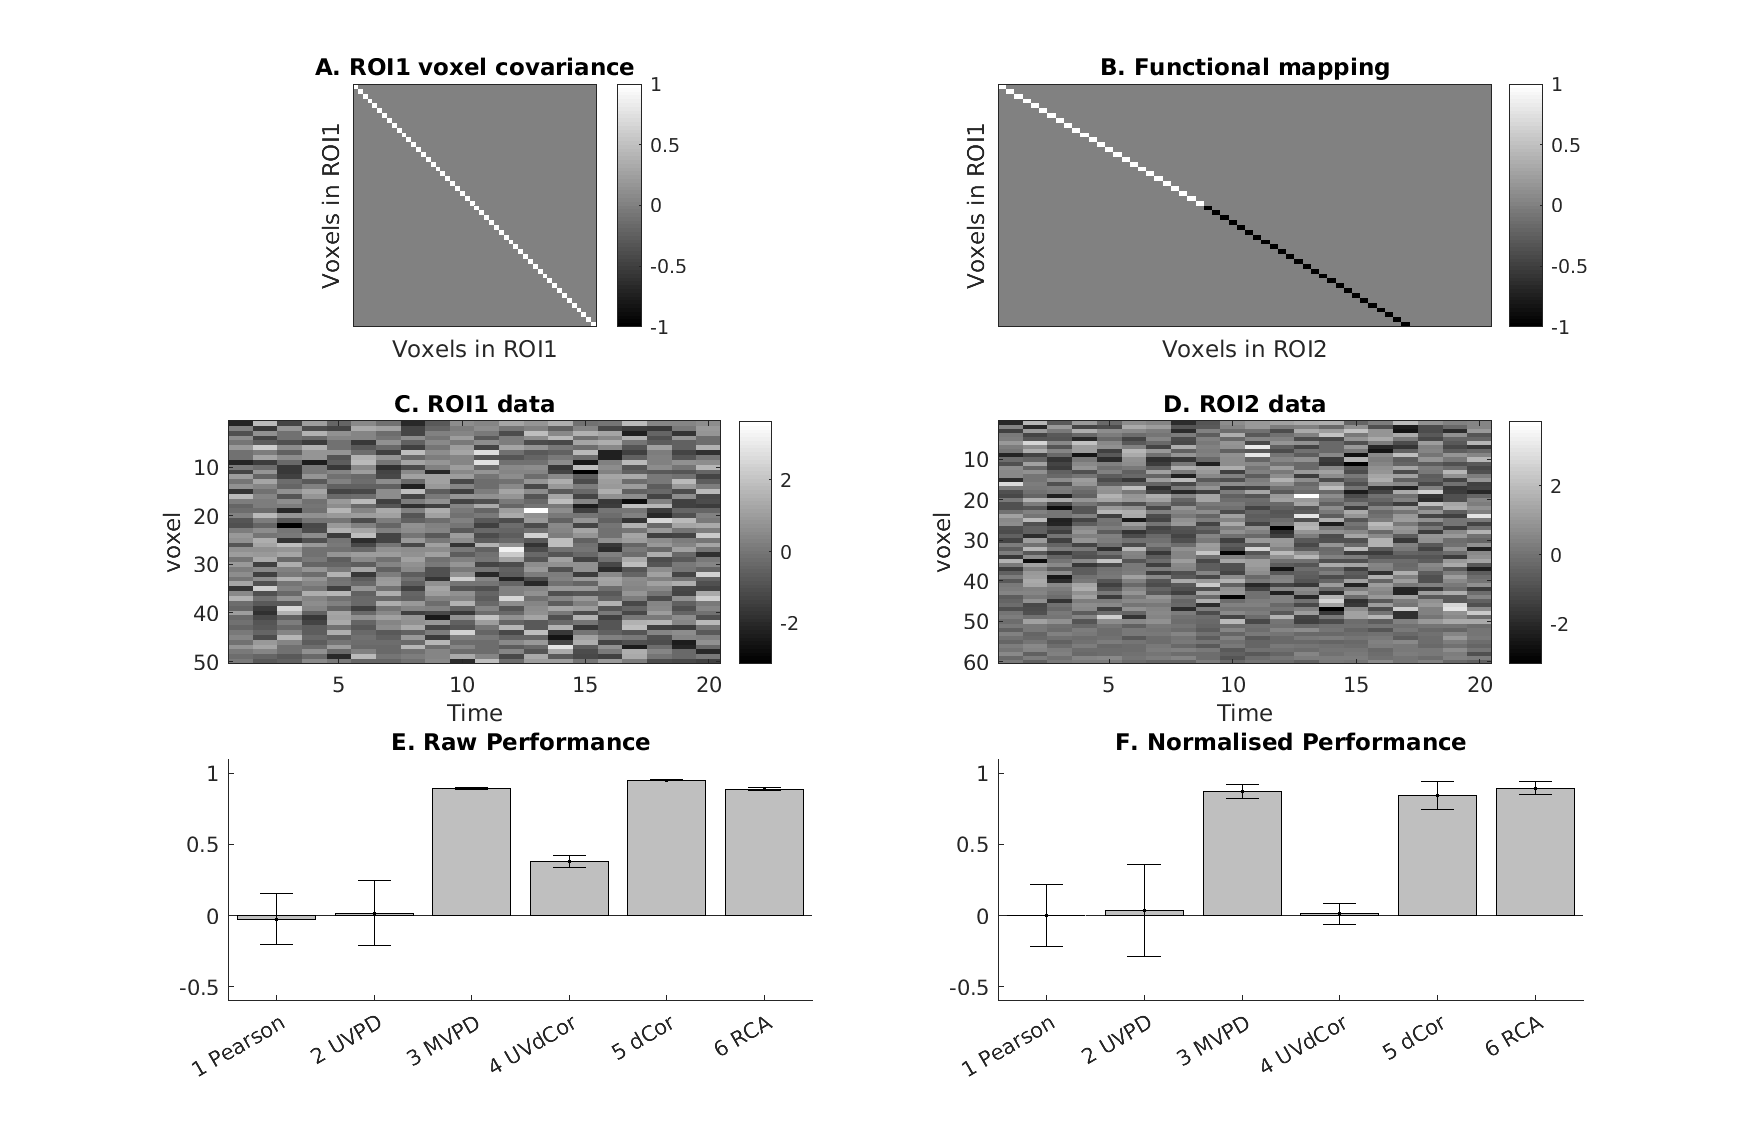 A. ROI1 voxel covariance
Voxels in ROI1
1
0.5
0
-0.5
-1
Voxels in ROI1
B. Functional mapping
Voxels in ROI1
1
0.5
0
-0.5
-1
Voxels in ROI2
C. ROI1 data
voxel
10
20
30
40
50
2
0
-2
5 10 15 20
Time
D. ROI2 data
voxel
10
20
30
40
50
60
2
0
-2
5 10 15 20
Time
E. Raw Performance
1
0.5
0
-0.5
1 Pearson
2 UVPD
3 MVPD
4 UVdCor
5 dCor
6 RCA
F. Normalised Performance
1
0.5
0
-0.5
1 Pearson
2 UVPD
3 MVPD
4 UVdCor
5 dCor
6 RCA